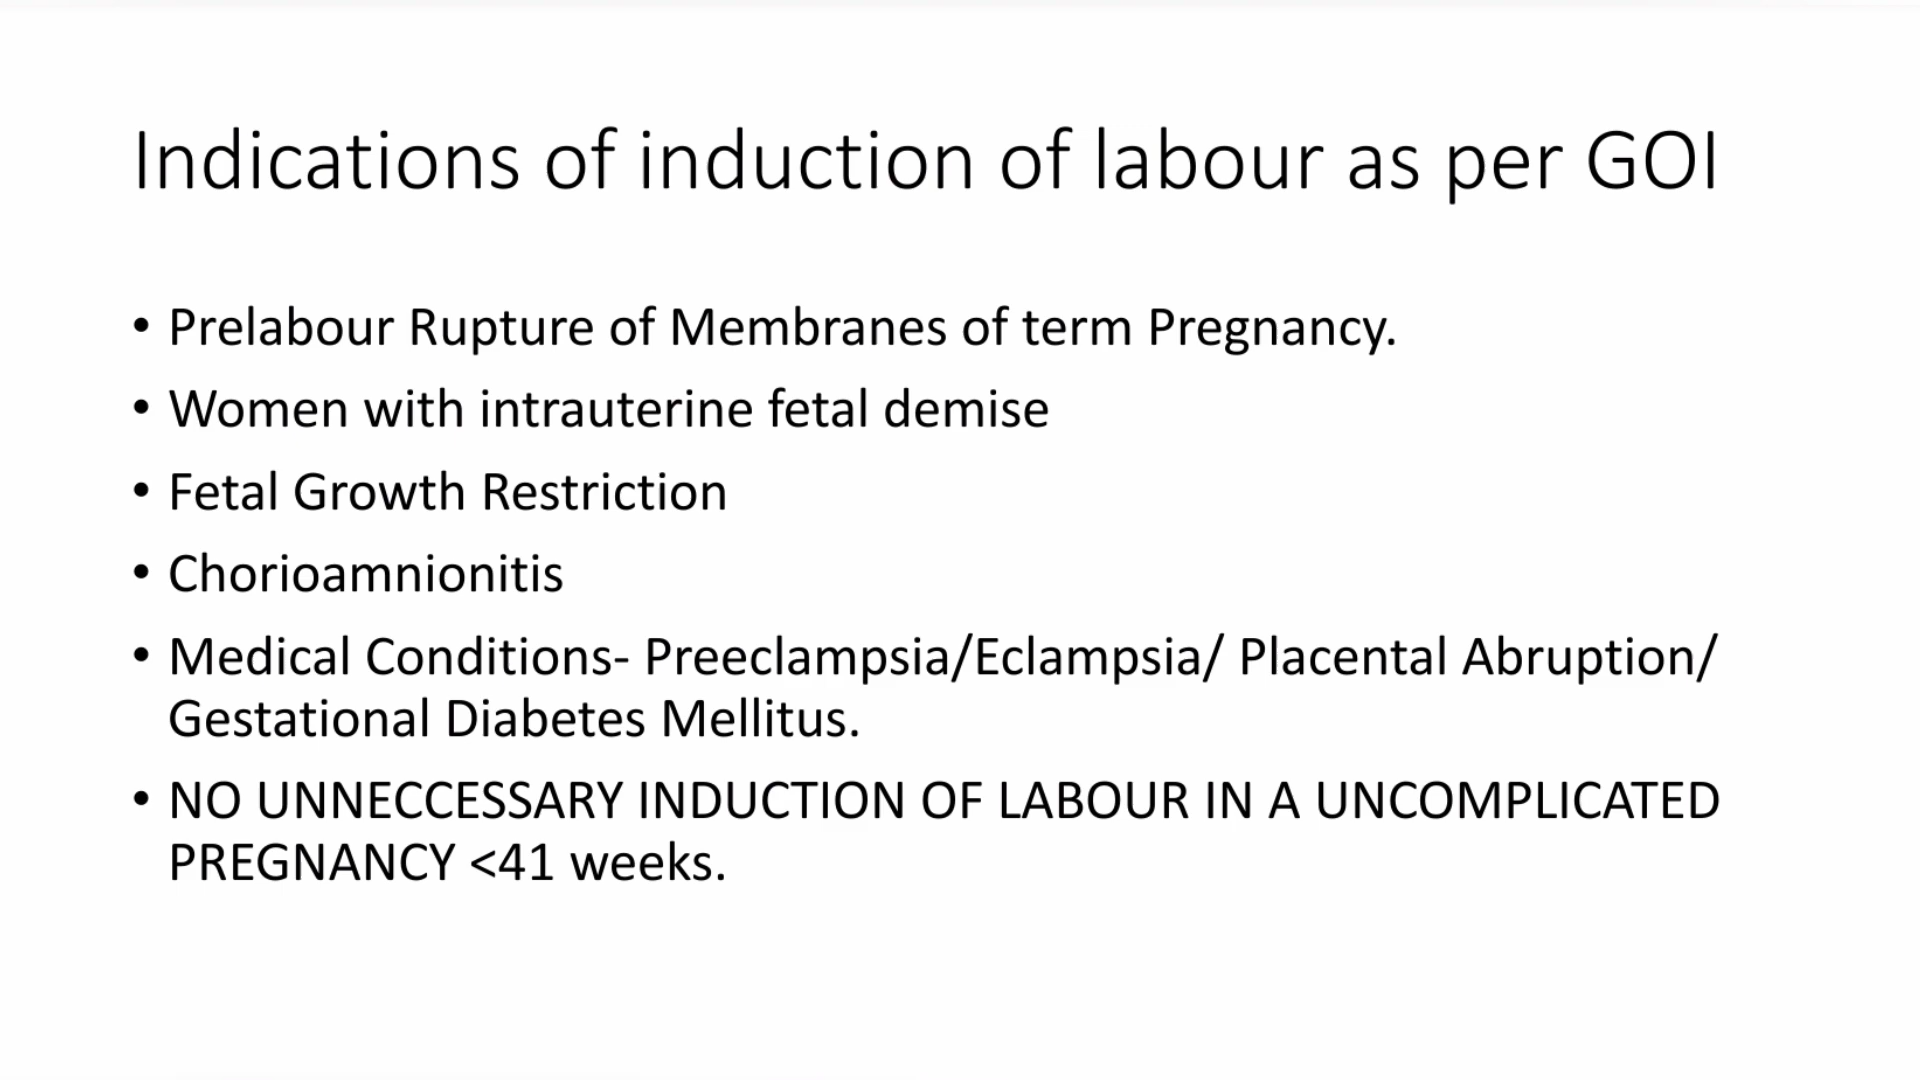 Indications of induction of labour as per GOI
• Prelabour Rupture of Membranes of term Pregnancy.
• Women with intrauterine fetal demise
• Fetal Growth Restriction
• Chorioamnionitis
• Medical Conditions- Preeclampsia/Eclampsia/ Placental Abruption/
Gestational Diabetes Mellitus.
• NO UNNECCESSARY INDUCTION OF LABOUR IN A UNCOMPLICATED
PREGNANCY <41 weeks.